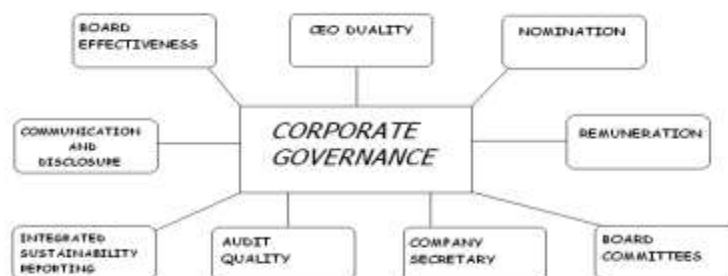 BOARD
EFFECTIVENESS
CEO DUALITY
NOMINATION
COMMUNICATION
AND
DISCLOSURE
CORPORATE
GOVERNANCE
REMUNERATION
INTEGRATED
SUSTAINABILITY
REPORTING
AUDIT
QUALITY
COMPANY
SECRETARY
BOARD
COMMITTEES